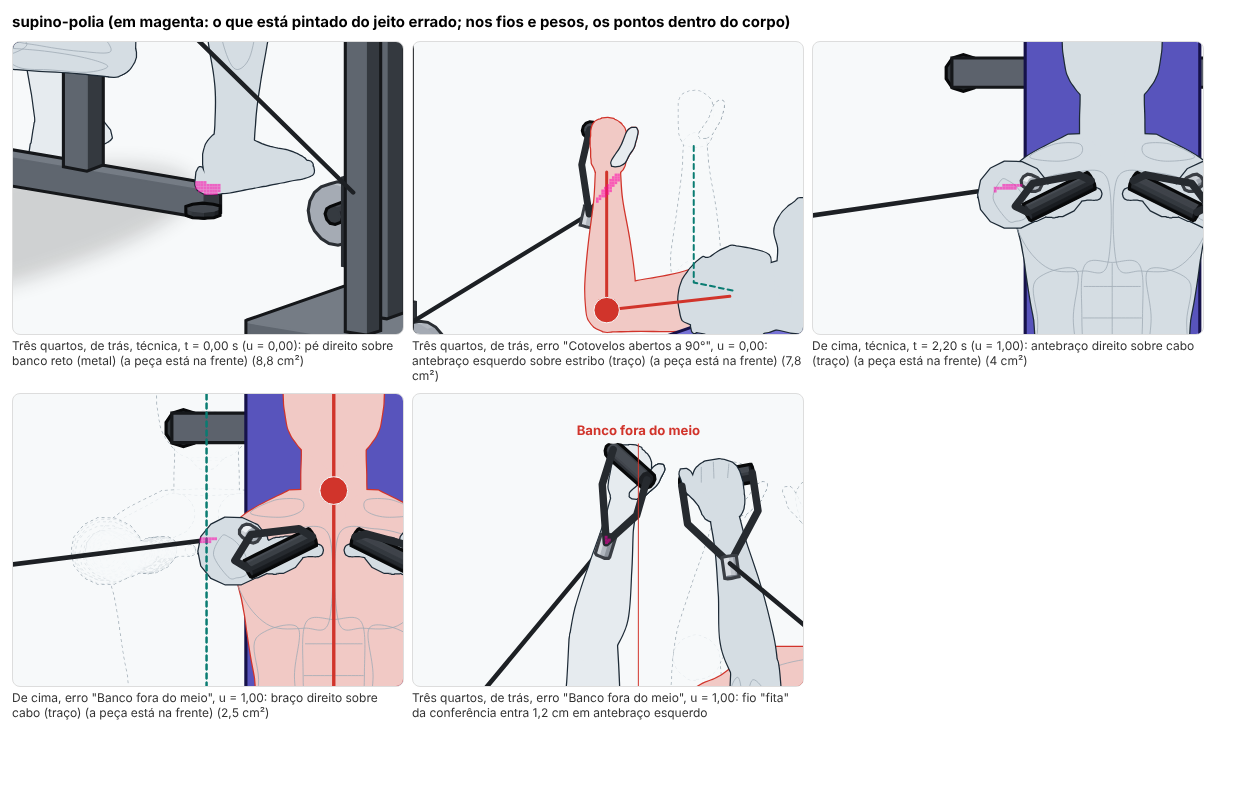 supino-polia (em magenta: o que está pintado do jeito errado; nos fios e pesos, os pontos dentro do corpo)
Três quartos, de trás, técnica, t = 0,00 s (u = 0,00): pé direito sobre
banco reto (metal) (a peça está na frente) (8,8 cm²)
Três quartos, de trás, erro "Cotovelos abertos a 90°", u = 0,00:
antebraço esquerdo sobre estribo (traço) (a peça está na frente) (7,8
cm²)
De cima, técnica, t = 2,20 s (u = 1,00): antebraço direito sobre cabo
(traço) (a peça está na frente) (4 cm²)
Banco fora do meio
De cima, erro "Banco fora do meio", u = 1,00: braço direito sobre
cabo (traço) (a peça está na frente) (2,5 cm²)
Três quartos, de trás, erro "Banco fora do meio", u = 1,00: fio "fita"
da conferência entra 1,2 cm em antebraço esquerdo